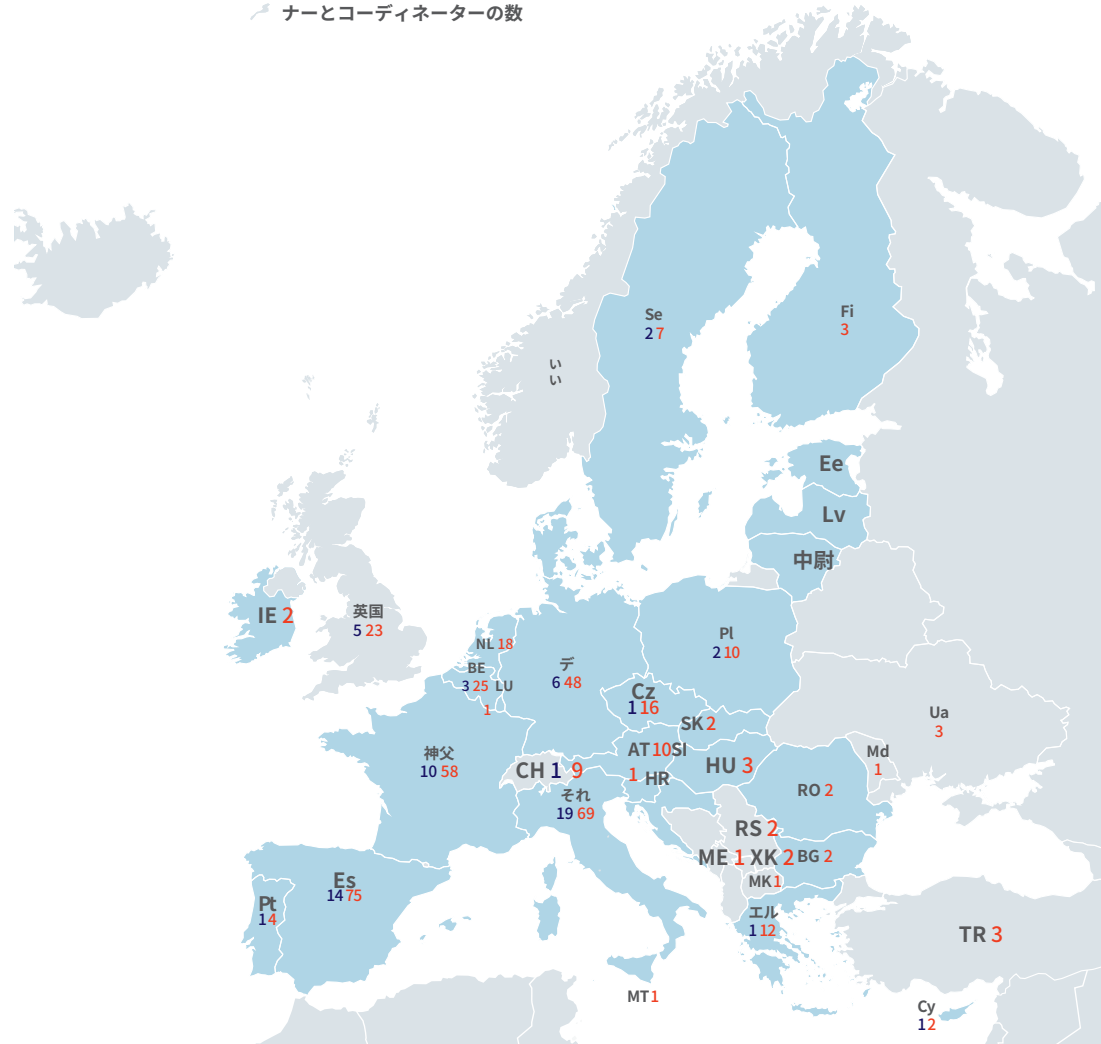 ナーとコーディネーターの数
Se
2 7
Fi
3
い
い
Ee
Lv
中尉
IE 2
英国
5 23
NL 18
BE
3 25 LU
1
デ
6 48
Pl
2 10
Cz
1 16
SK 2
AT 10 SI
1 HR
HU 3
Ua
3
Md
1
神父
10 58
CH 1 9
それ
19 69
RO 2
RS 2
ME 1 XK 2 BG 2
MK 1
Es
14 75
Pt
1 4
エル
1 12
TR 3
MT 1
Cy
1 2